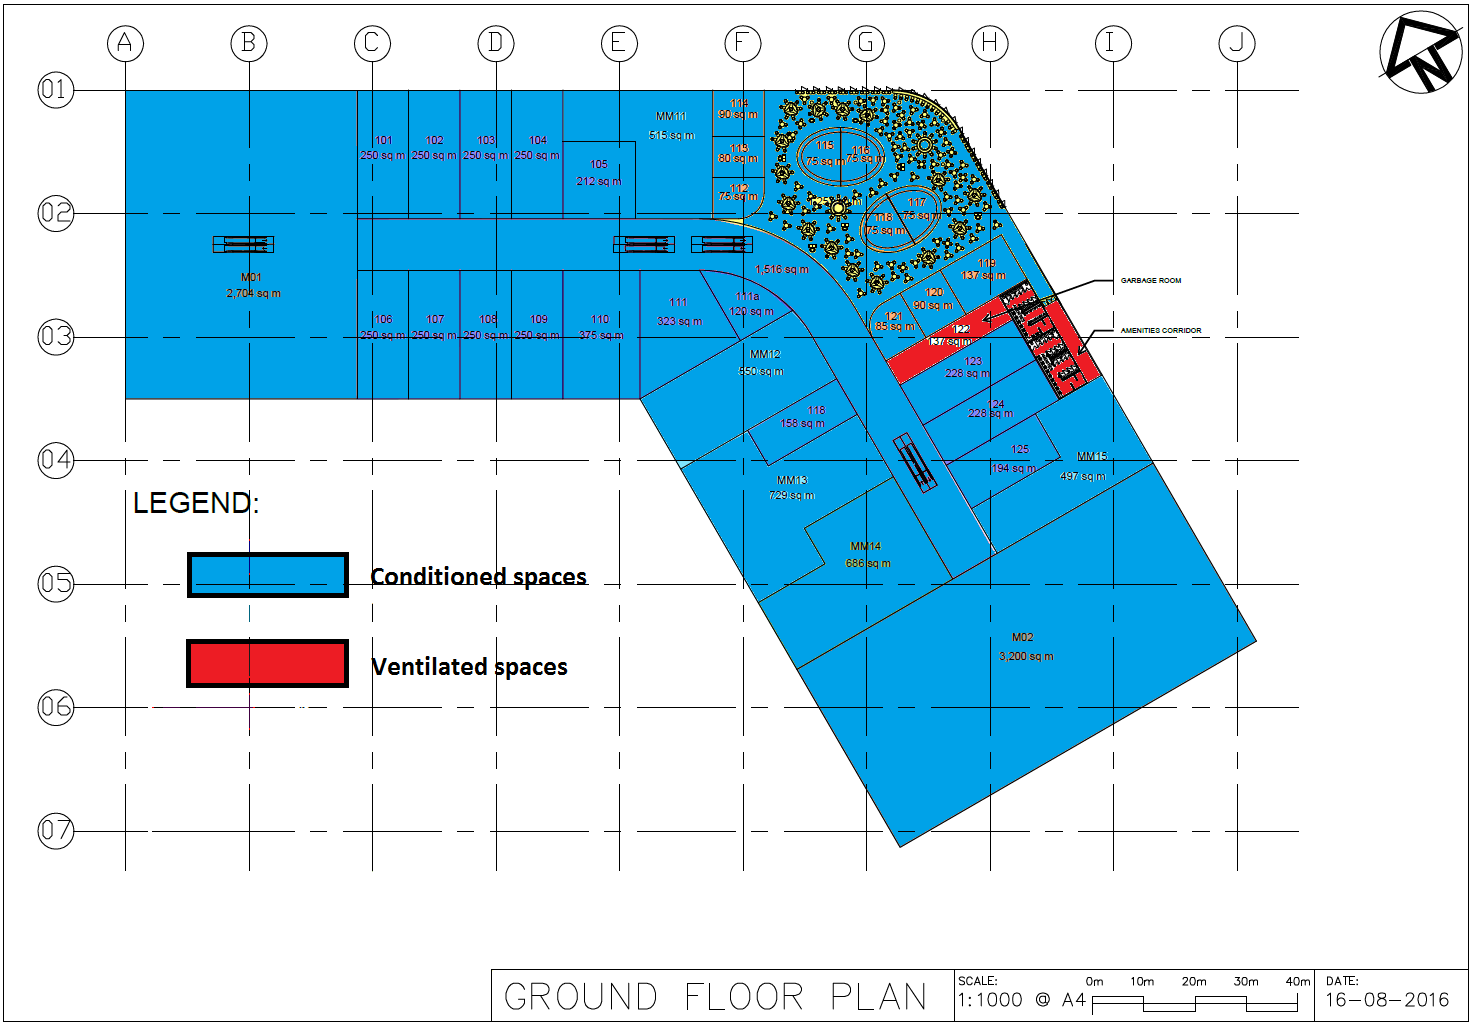 A B C D E F G H I J
N
01
02
03
04
05
06
07
101
250 sq m
102
250 sq m
103
250 sq m
104
250 sq m
105
212 sq m
MM11
515 sq m
114
90 sq m
113
80 sq m
112
75 sq m
115
75 sq m
116
75 sq m
117
75 sq m
118
75 sq m
M01
2,704 sq m
1,516 sq m
119
137 sq m
120
90 sq m
121
85 sq m
122
137 sq m
GARBAGE ROOM
AMENITIES CORRIDOR
106
250 sq m
107
250 sq m
108
250 sq m
109
250 sq m
110
375 sq m
111
323 sq m
111a
120 sq m
MM12
550 sq m
123
228 sq m
124
228 sq m
118
158 sq m
125
194 sq m
MM15
497 sq m
MM13
729 sq m
MM14
686 sq m
M02
3,200 sq m
LEGEND:
Conditioned spaces
Ventilated spaces
GROUND FLOOR PLAN
SCALE:
1:1000 @ A4
0m 10m 20m 30m 40m
DATE:
16-08-2016